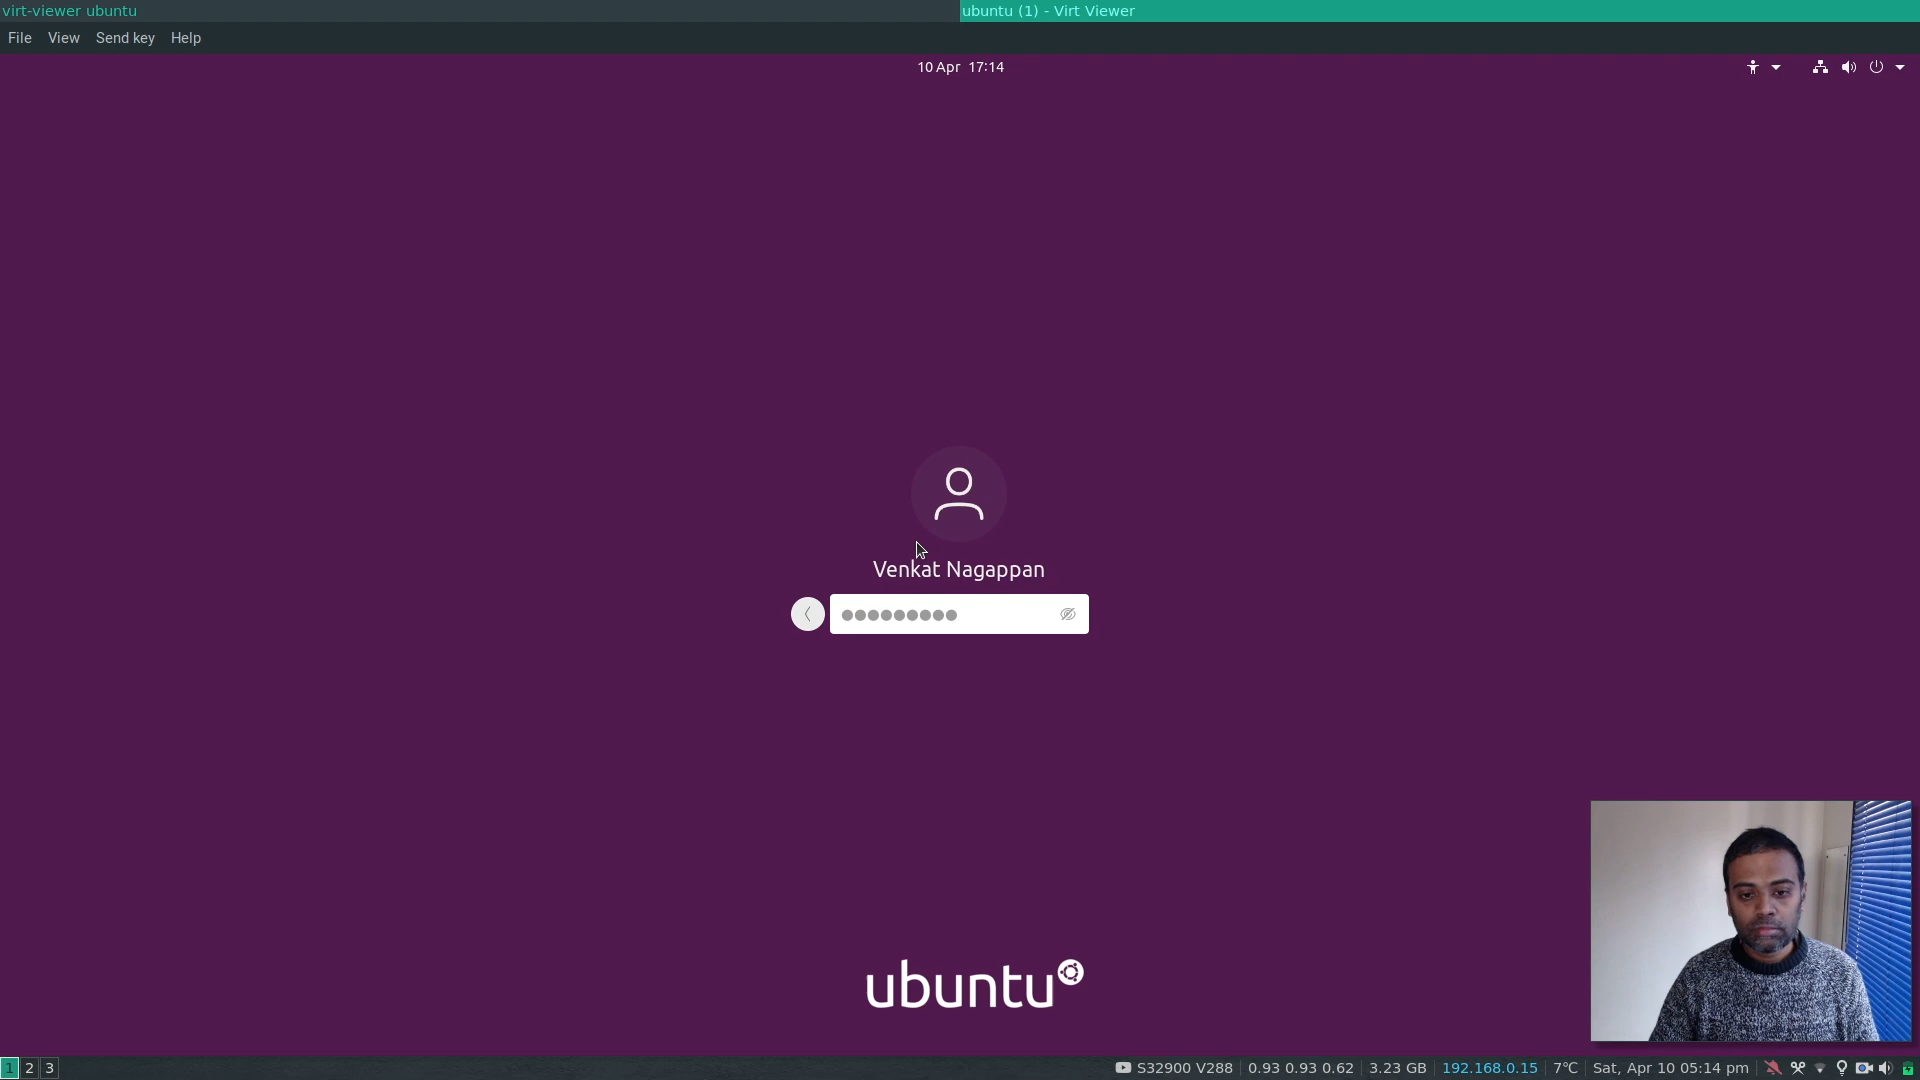 virt-viewer ubuntu
ubuntu (1) - Virt Viewer
File View Send key Help
10 Apr 17:14
Venkat Nagappan
ubuntu
1 2 3
S32900 V288 0.93 0.93 0.62 3.23 GB 192.168.0.15 7°C Sat, Apr 10 05:14 pm